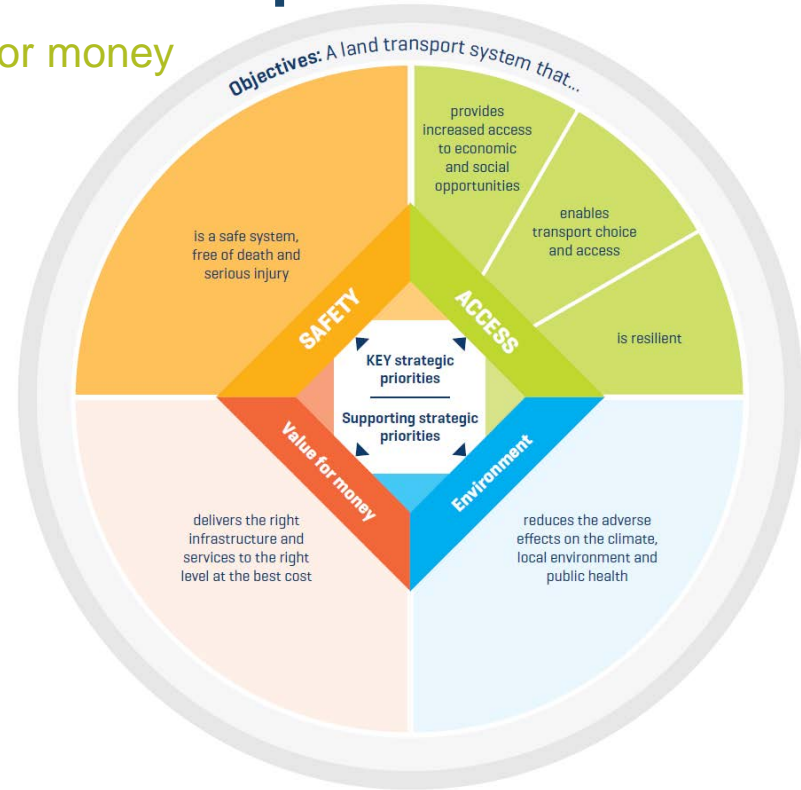 or money
Objectives: A land transport system that...
provides
increased access
to economic
and social
opportunities
enables
transport choice
and access
is resilient
is a safe system,
free of death and
serious injury
SAFETY
ACCESS
KEY strategic
priorities
Supporting strategic
priorities
Value for money
Environment
delivers the right
infrastructure and
services to the right
level at the best cost
reduces the adverse
effects on the climate,
local environment and
public health